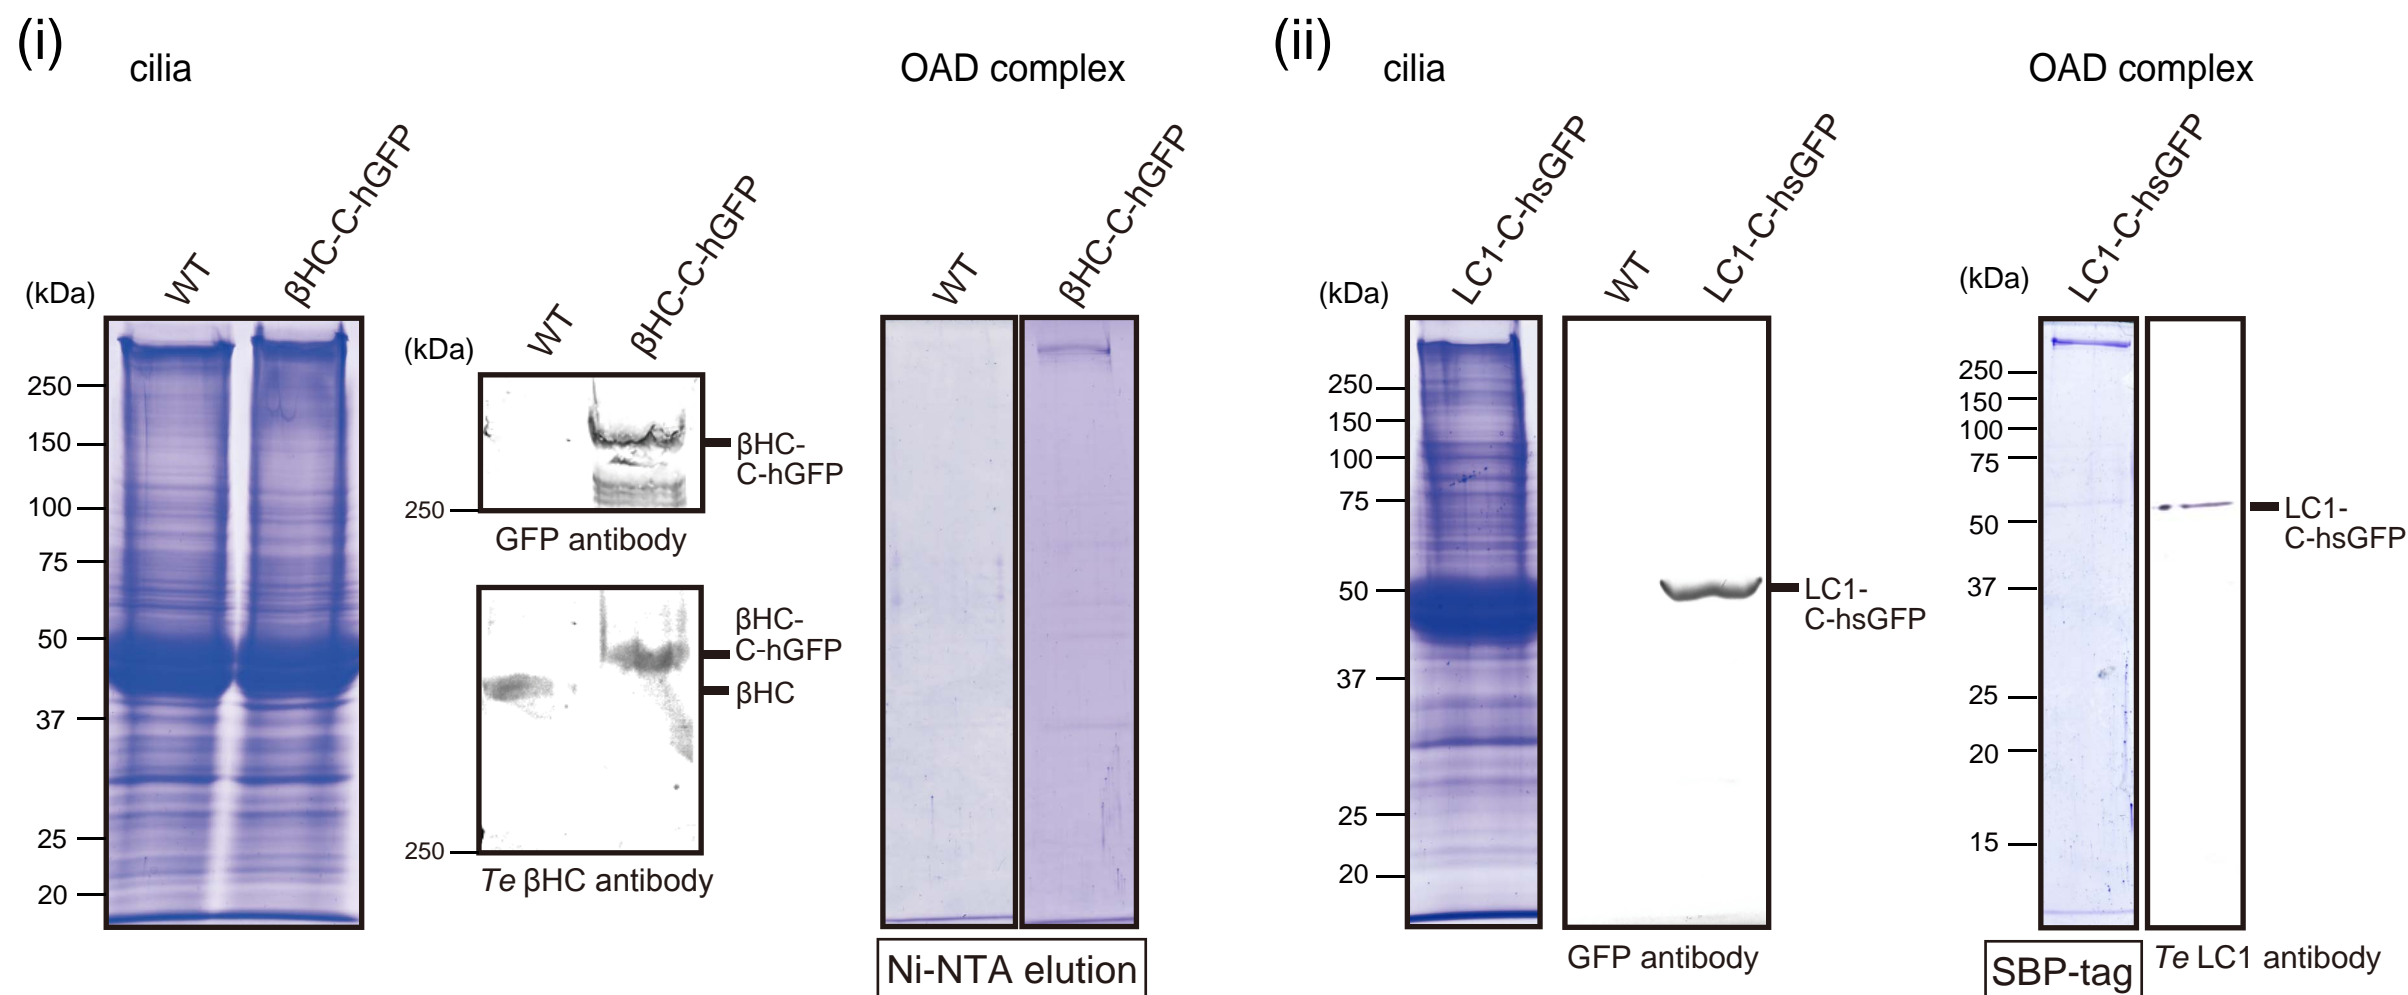 (i)
cilia
OAD complex
WT
βHC-C-hGFP
(kDa)
250
150
100
75
50
37
25
20
WT
βHC-C-hGFP
(kDa)
250
βHC-
C-hGFP
GFP antibody
βHC-
C-hGFP
βHC
250
Te βHC antibody
WT
βHC-C-hGFP
Ni-NTA elution
(ii)
cilia
OAD complex
LC1-C-hsGFP
(kDa)
250
150
100
75
50
37
25
20
WT
LC1-C-hsGFP
LC1-
C-hsGFP
GFP antibody
LC1-C-hsGFP
(kDa)
250
150
100
75
50
37
25
20
15
LC1-
C-hsGFP
SBP-tag
Te LC1 antibody